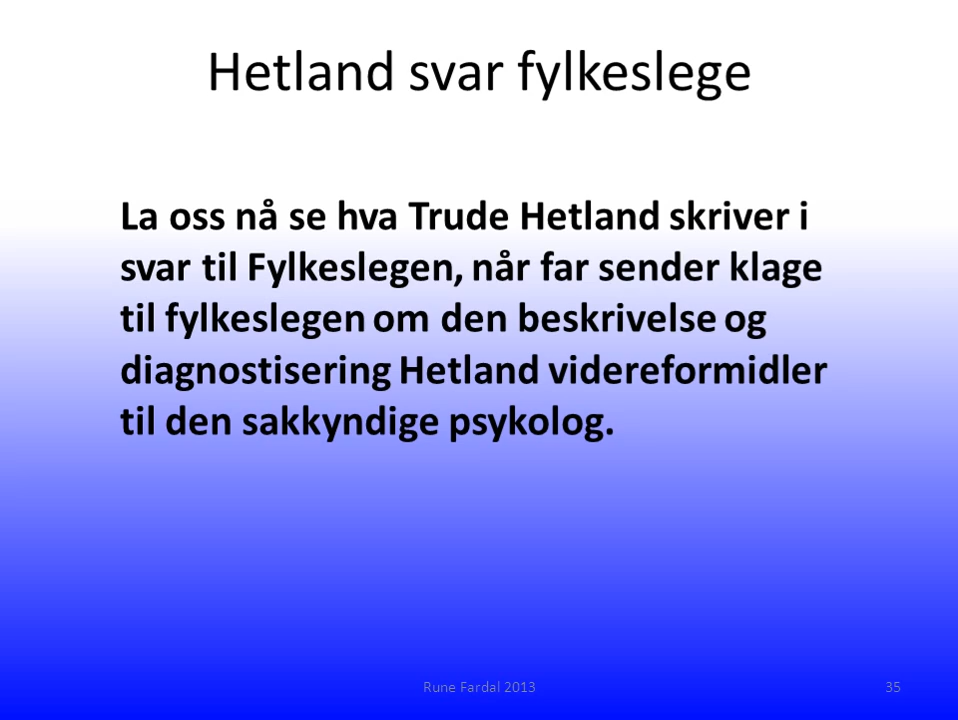 Hetland svar fylkeslege
La oss nå se hva Trude Hetland skriver i
svar til Fylkeslegen, når far sender klage
til fylkeslegen om den beskrivelse og
diagnostisering Hetland videreformidler
til den sakkyndige psykolog.
Rune Fardal 2013
35